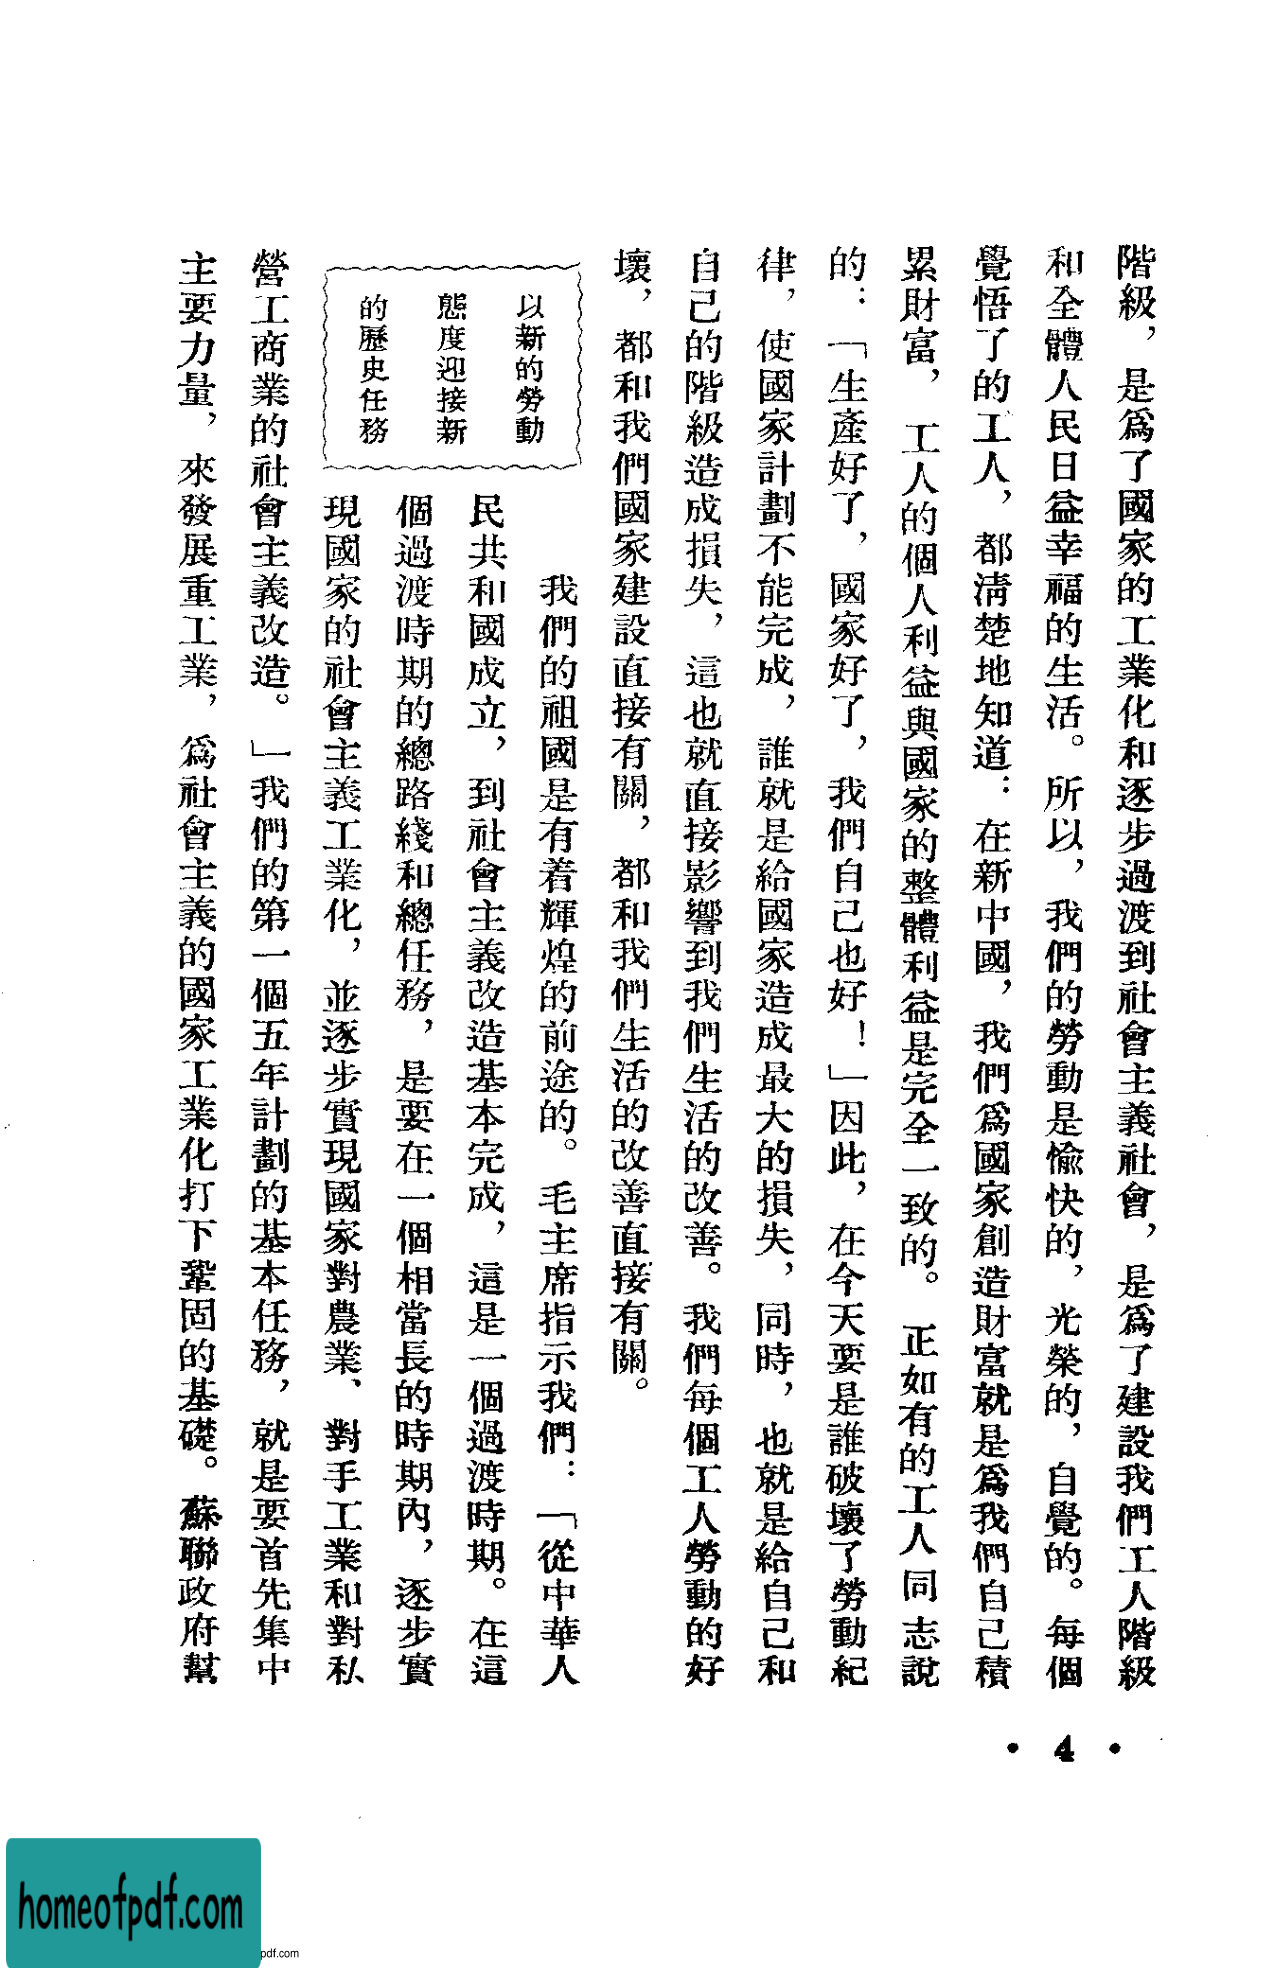 階級，是爲了國家的工業化和逐步過渡到社會主義社會，是爲了建設我們工人階級
和全體人民日益幸福的生活。所以，我們的勞動是愉快的，光榮的，自覺的。每個
覺悟了的工人，都淸楚地知道：在新中國，我們爲國家創造財富就是爲我們自己積
累財富，工人的個人利益與國家的整體利益是完全一致的。正如有的工人同志說
的：「生產好了，國家好了，我們自己也好！」因此，在今天要是誰破壞了勞動紀
律，使國家計劃不能完成，誰就是給國家造成最大的損失，同時，也就是給自己和
自己的階級造成損失，這也就直接影響到我們生活的改善。我們每個工人勞動的好
壞，都和我們國家建設直接有關，都和我們生活的改善直接有關。
以新的勞動
態度迎接新
的歷史任務
我們的祖國是有着輝煌的前途的。毛主席指示我們：「從中華人
民共和國成立，到社會主義改造基本完成，這是一個過渡時期。在這
個過渡時期的總路綫和總任務，是要在一個相當長的時期內，逐步實
現國家的社會主義工業化，並逐步實現國家對農業、對手工業和對私
營工商業的社會主義改造。」我們的第一個五年計劃的基本任務，就是要首先集中
主要力量，來發展重工業，爲社會主義的國家工業化打下鞏固的基礎。蘇聯政府幫
• 4 •
homeofpdf.com
pdf.com